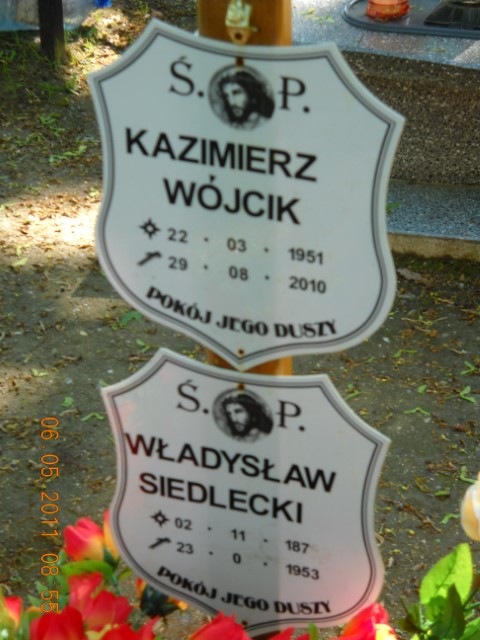 Ś. P.
KAZIMIERZ
WÓJCIK
22 · 03 · 1951
29 · 08 · 2010
POKÓJ JEGO DUSZY
Ś. P.
WŁADYSŁAW
SIEDLECKI
02 · 11 · 187
23 · 0 · 1953
POKÓJ JEGO DUSZY
06.05.2011 08:55